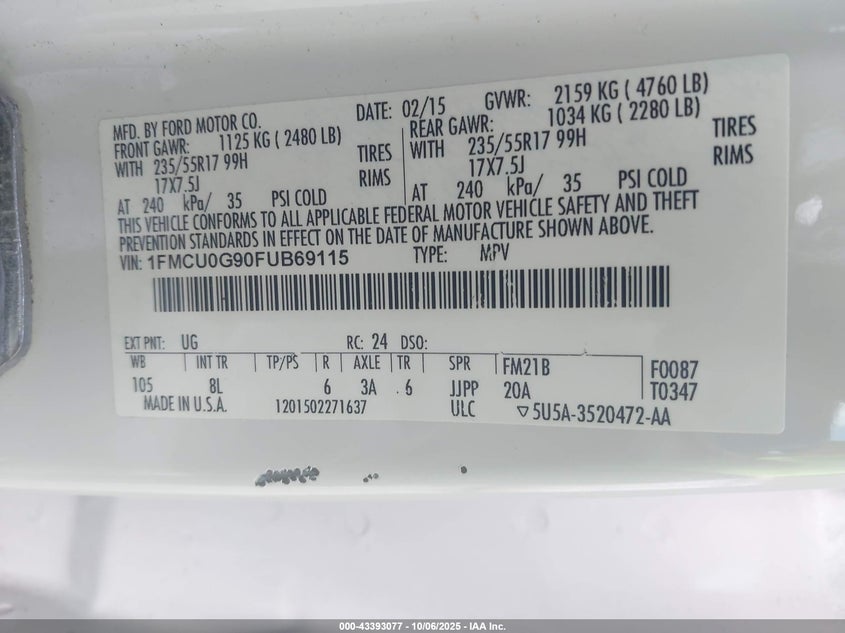 MFD. BY FORD MOTOR CO. DATE: 02/15 GVWR: 2159 KG ( 4760 LB)
FRONT GAWR: 1125 KG ( 2480 LB) REAR GAWR: 1034 KG ( 2280 LB)
WITH 235/55R17 99H TIRES WITH 235/55R17 99H TIRES
17X7.5J RIMS 17X7.5J RIMS
AT 240 kPa/ 35 PSI COLD AT 240 kPa/ 35 PSI COLD
THIS VEHICLE CONFORMS TO ALL APPLICABLE FEDERAL MOTOR VEHICLE SAFETY AND THEFT
PREVENTION STANDARDS IN EFFECT ON THE DATE OF MANUFACTURE SHOWN ABOVE.
VIN: 1FMCU0G90FUB69115 TYPE: MPV
EXT PNT: UG RC: 24 DSO:
WB INT TR TP/PS R AXLE TR SPR FM21B F0087
105 8L 6 3A 6 JJPP 20A T0347
MADE IN U.S.A. 1201502271637 ULC ▽5U5A-3520472-AA
000-43393077 - 10/06/2025 - IAA Inc.